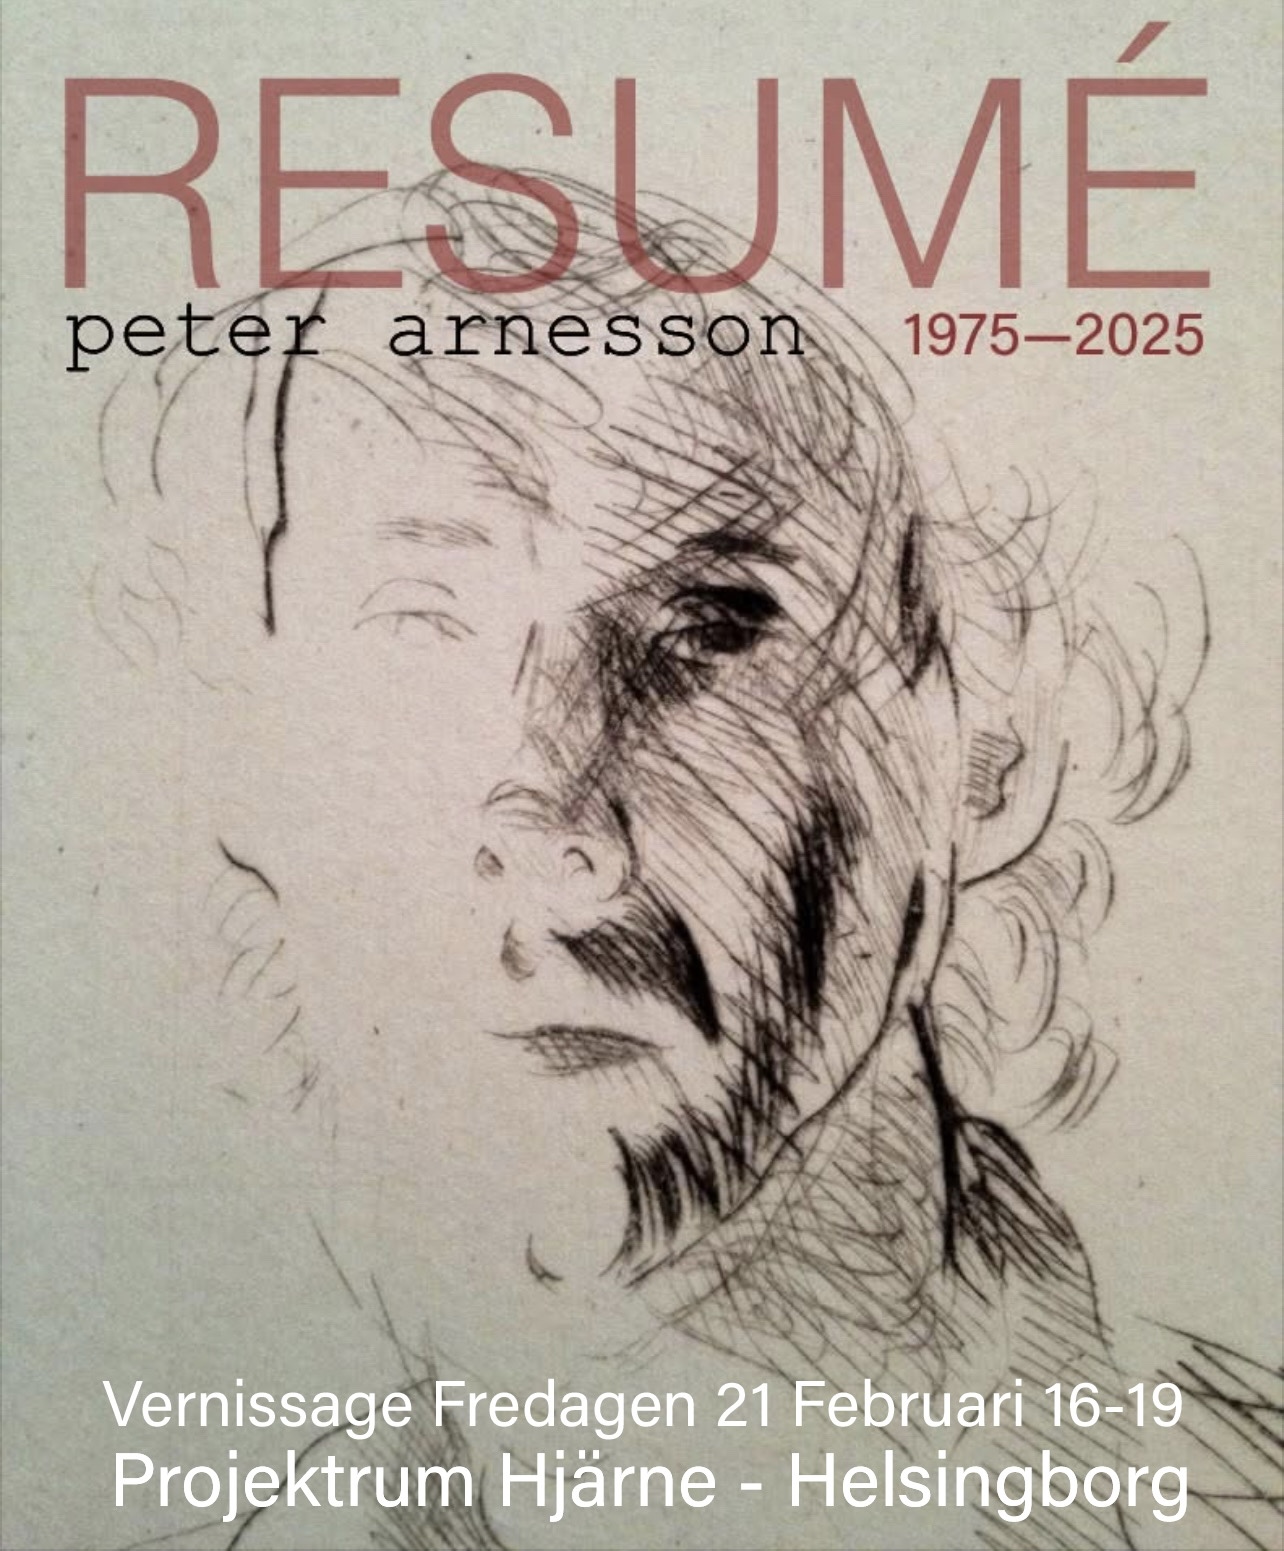 RESUMÉ
peter arnesson 1975—2025
Vernissage Fredagen 21 Februari 16-19
Projektrum Hjärne - Helsingborg